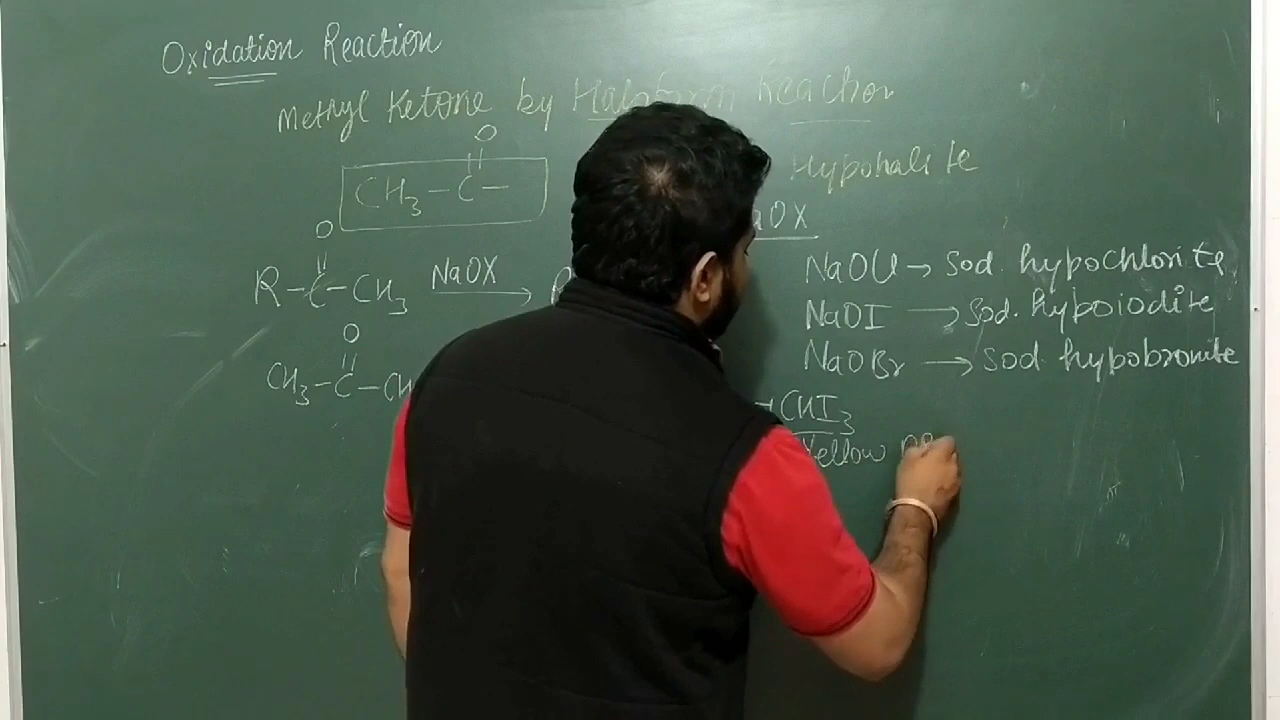 Oxidation Reaction
Methyl Ketone by Haloform Reaction
O
CH3 – C –
Hypohalite
aOX
O
R – C – CH3 NaOX →
NaOCl → Sod hypochlorite
NaOI → Sod. hypoiodite
NaOBr → Sod hypobromite
O
CH3 – C – CH
→ CHI3
Yellow pp